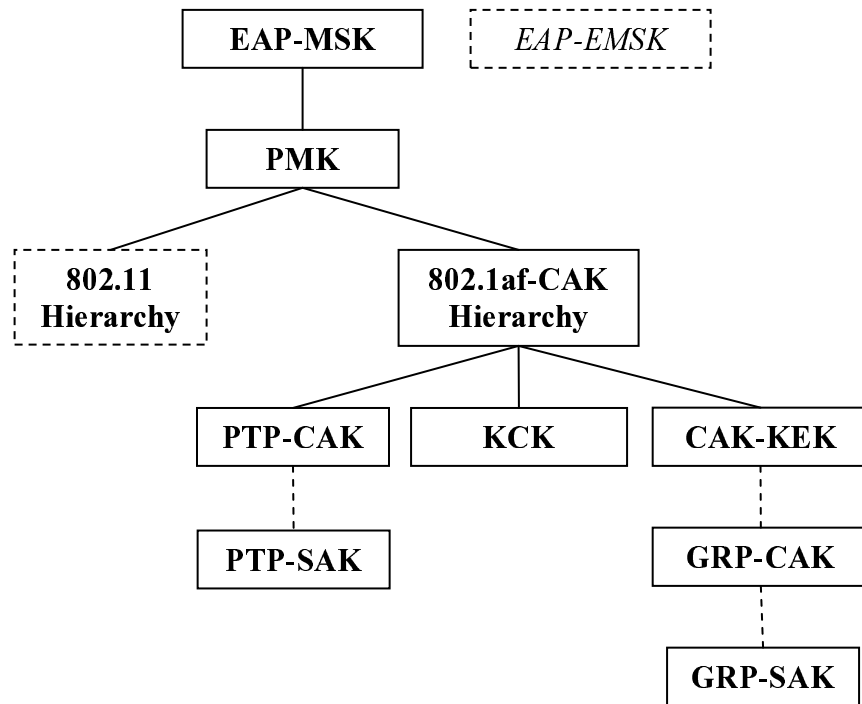 EAP-MSK
EAP-EMSK
PMK
802.11
Hierarchy
802.1af-CAK
Hierarchy
PTP-CAK
KCK
CAK-KEK
PTP-SAK
GRP-CAK
GRP-SAK